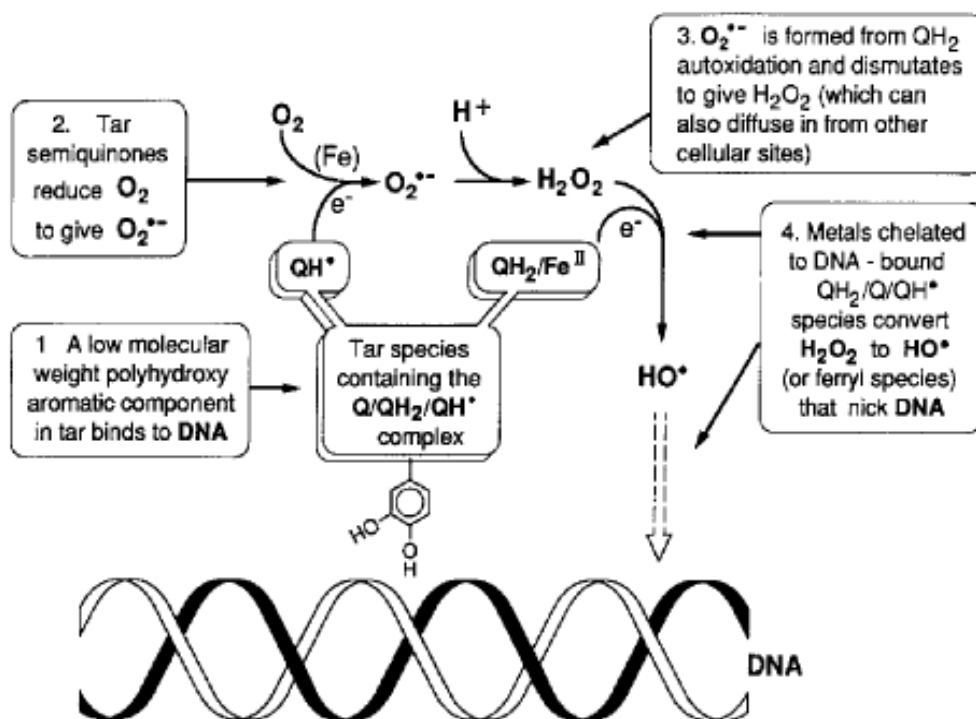 3. O₂•⁻ is formed from QH₂
autoxidation and dismutates
to give H₂O₂ (which can
also diffuse in from other
cellular sites)
2. Tar
semiquinones
reduce O₂
to give O₂•⁻
O₂
(Fe)
e⁻
O₂•⁻
H⁺
H₂O₂
e⁻
QH•
QH₂/Feᴵᴵ
4. Metals chelated
to DNA - bound
QH₂/Q/QH•
species convert
H₂O₂ to HO•
(or ferryl species)
that nick DNA
1 A low molecular
weight polyhydroxy
aromatic component
in tar binds to DNA
Tar species
containing the
Q/QH₂/QH•
complex
HO•
HO
O
H
DNA